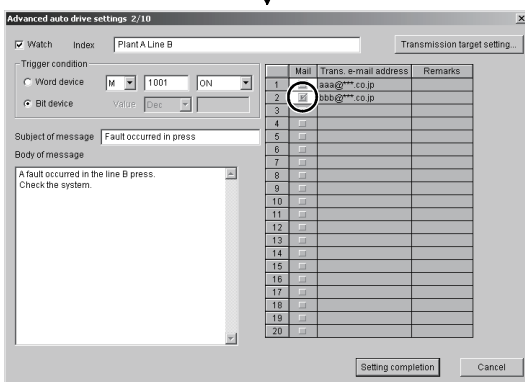 Advanced auto drive settings 2/10
Watch Index Plant A Line B Transmission target setting...
Trigger condition
Word device M 1001 ON
Bit device Value Dec
Subject of message Fault occurred in press
Body of message
A fault occurred in the line B press.
Check the system.
Mail Trans. e-mail address Remarks
1 aaa@***.co.jp
2 bbb@***.co.jp
3
4
5
6
7
8
9
10
11
12
13
14
15
16
17
18
19
20
Setting completion Cancel